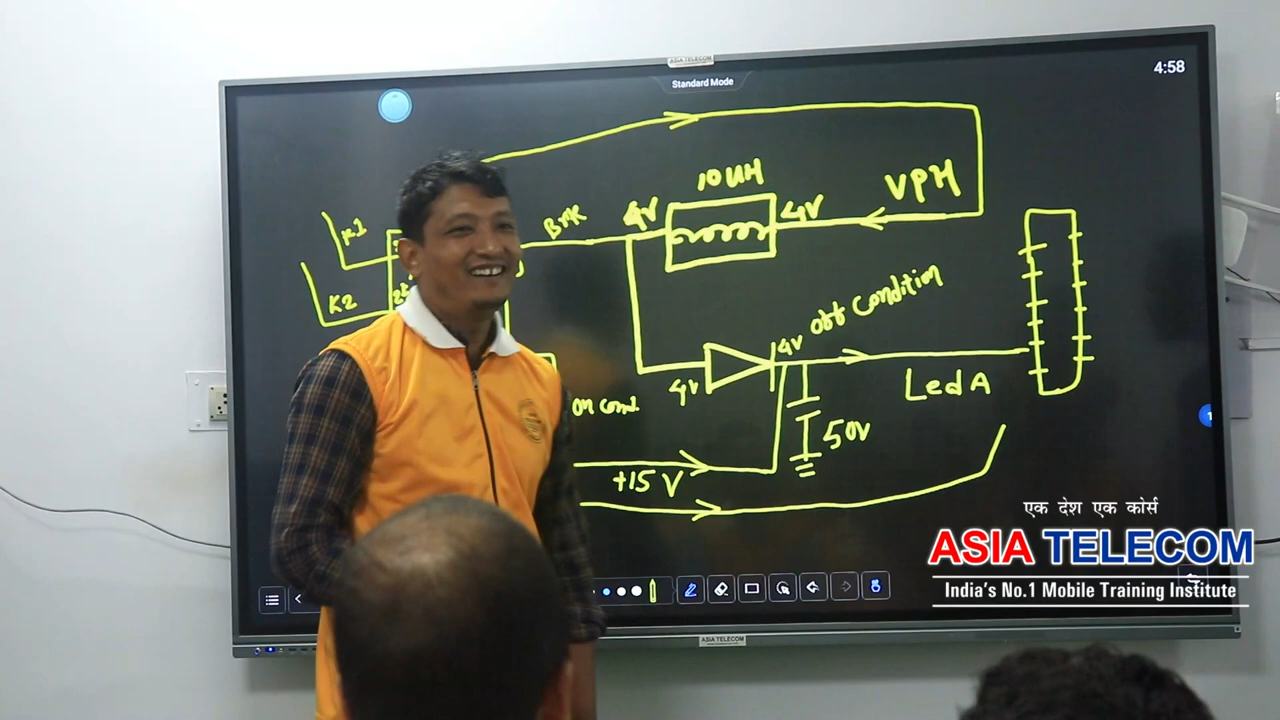 ASIA TELECOM
Standard Mode
4:58
10UH
VPH
K1
BK
4V
4V
K2
Off Condition
4V
4V
Led A
on cond.
50V
+15 V
एक देश एक कोर्स
ASIA TELECOM
India's No.1 Mobile Training Institute
ASIA TELECOM